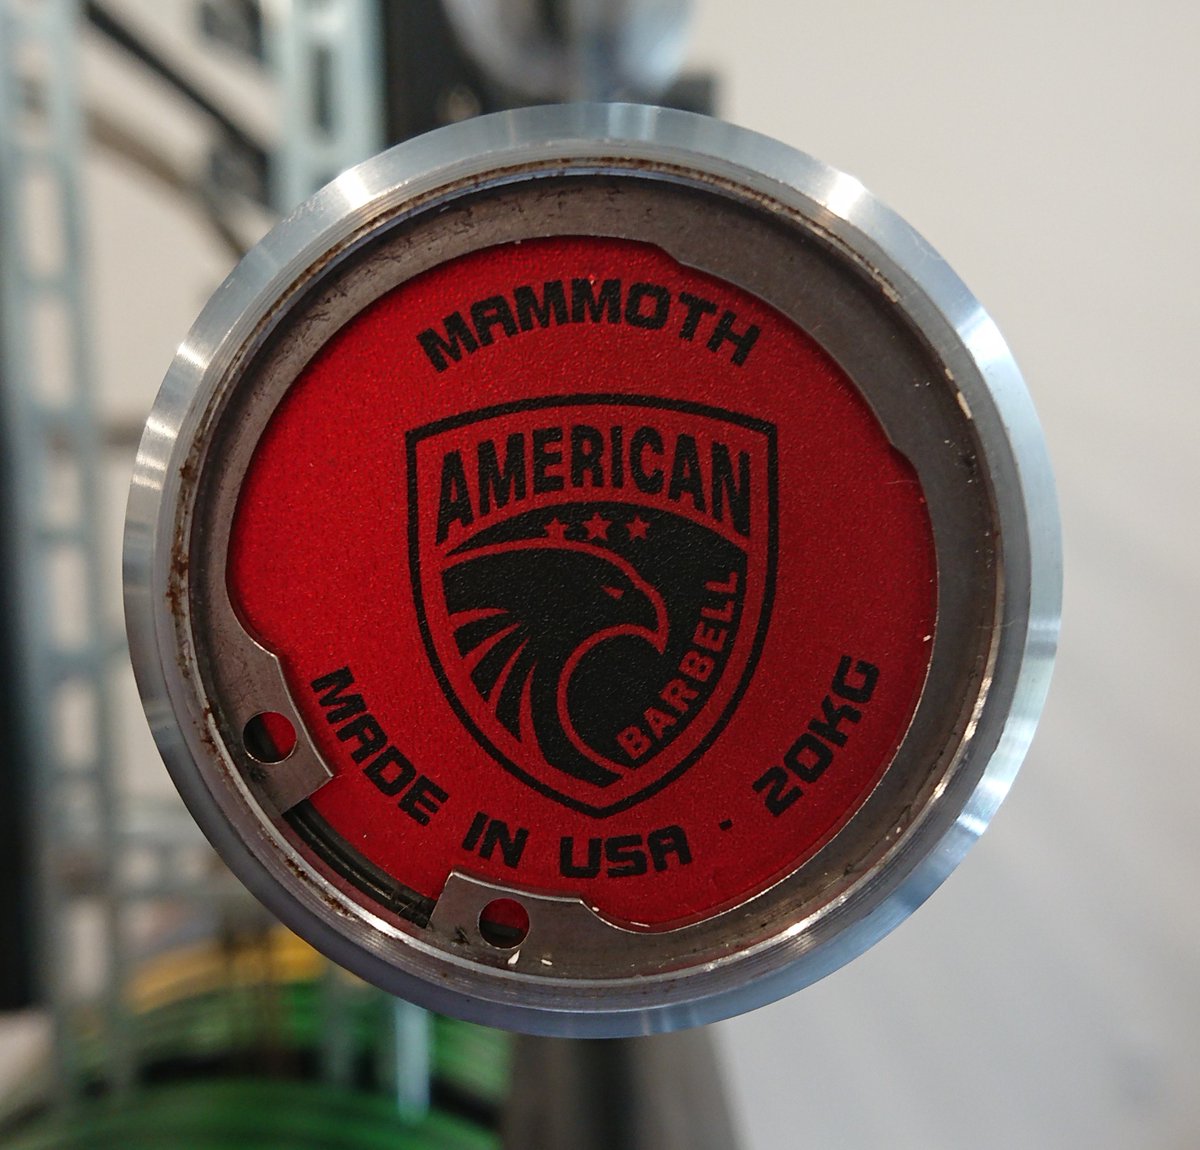 MAMMOTH
AMERICAN
BARBELL
MADE IN USA · 20KG